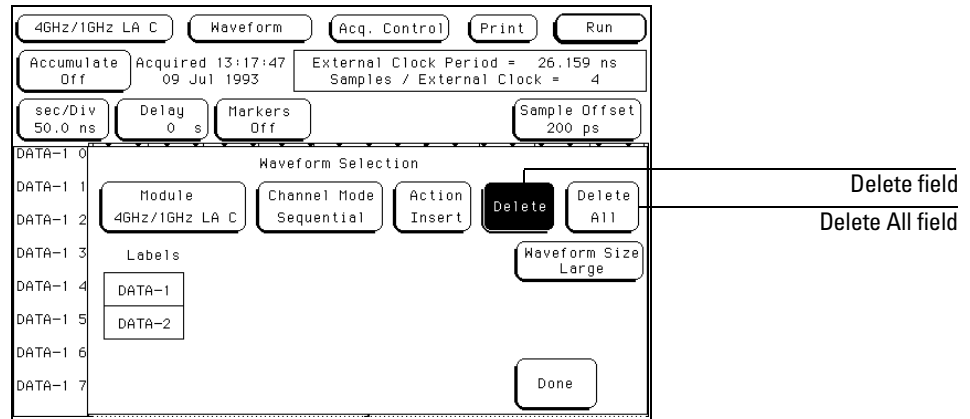 4GHz/1GHz LA C Waveform Acq. Control Print Run
Accumulate Off
Acquired 13:17:47
09 Jul 1993
External Clock Period = 26.159 ns
Samples / External Clock = 4
sec/Div
50.0 ns
Delay
0 s
Markers
Off
Sample Offset
200 ps
DATA-1 0
DATA-1 1
DATA-1 2
DATA-1 3
DATA-1 4
DATA-1 5
DATA-1 6
DATA-1 7
Waveform Selection
Module
4GHz/1GHz LA C
Channel Mode
Sequential
Action
Insert
Delete
Delete
All
Labels
DATA-1
DATA-2
Waveform Size
Large
Done
Delete field
Delete All field